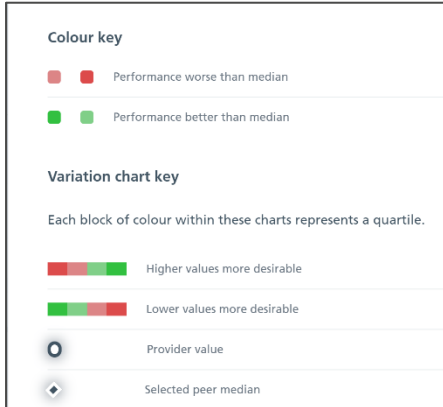 Colour key
Performance worse than median
Performance better than median
Variation chart key
Each block of colour within these charts represents a quartile.
Higher values more desirable
Lower values more desirable
Provider value
Selected peer median